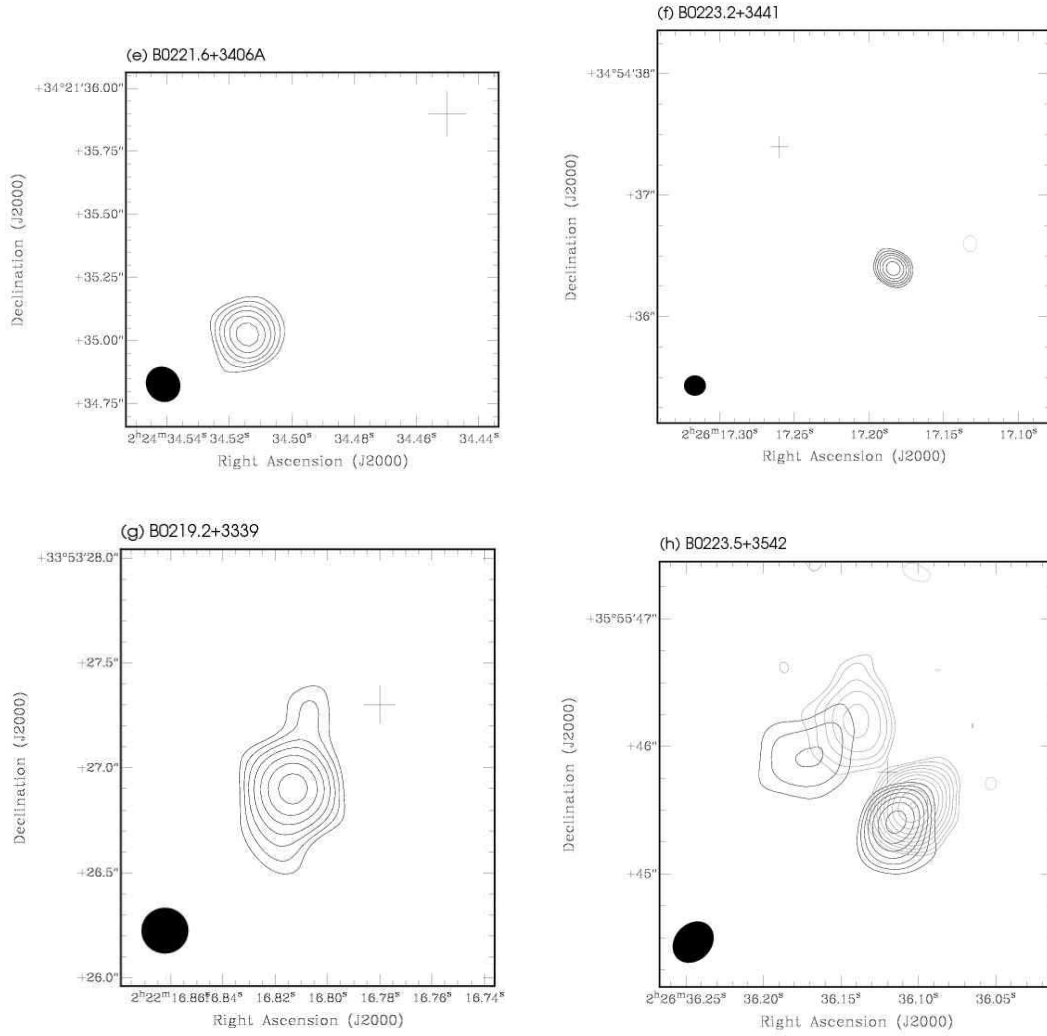 (e) B0221.6+3406A
+34°21'36.00"
+35.75"
+35.50"
+35.25"
+35.00"
+34.75"
Declination (J2000)
2h24m34.54s 34.52s 34.50s 34.48s 34.46s 34.44s
Right Ascension (J2000)
(f) B0223.2+3441
+34°54'38"
+37"
+36"
Declination (J2000)
2h26m17.30s 17.25s 17.20s 17.15s 17.10s
Right Ascension (J2000)
(g) B0219.2+3339
+33°53'28.0"
+27.5"
+27.0"
+26.5"
+26.0"
Declination (J2000)
2h22m16.86s 16.84s 16.82s 16.80s 16.78s 16.76s 16.74s
Right Ascension (J2000)
(h) B0223.5+3542
+35°55'47"
+46"
+45"
Declination (J2000)
2h26m36.25s 36.20s 36.15s 36.10s 36.05s
Right Ascension (J2000)